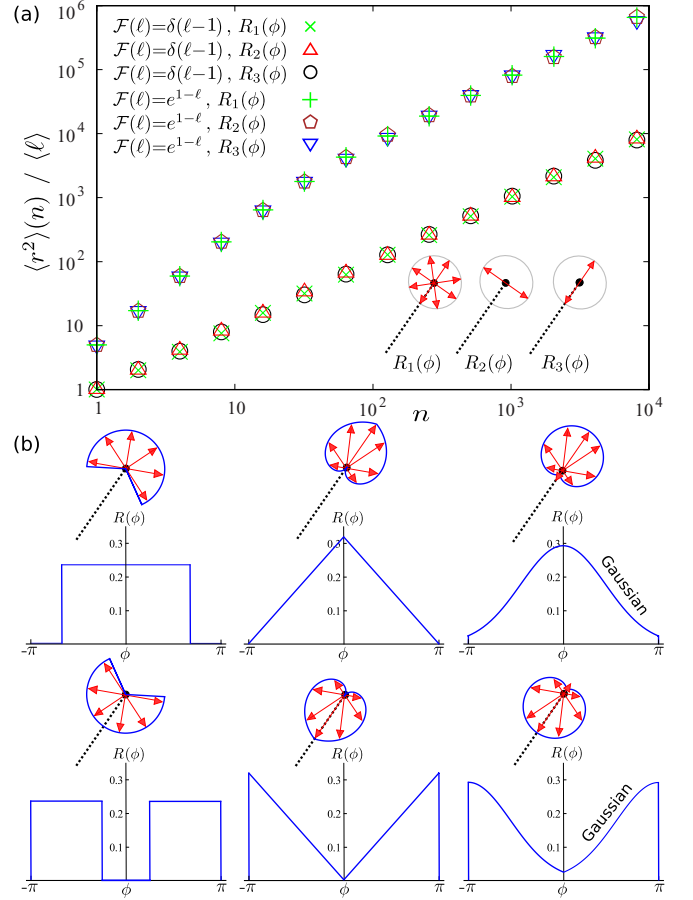 (a)
10⁶
10⁵
10⁴
10³
10²
10
1
⟨r²⟩(n) / ⟨ℓ⟩
F(ℓ)=δ(ℓ−1) , R₁(ϕ)
F(ℓ)=δ(ℓ−1) , R₂(ϕ)
F(ℓ)=δ(ℓ−1) , R₃(ϕ)
F(ℓ)=e¹⁻ˡ , R₁(ϕ)
F(ℓ)=e¹⁻ˡ , R₂(ϕ)
F(ℓ)=e¹⁻ˡ , R₃(ϕ)
R₁(ϕ) R₂(ϕ) R₃(ϕ)
1 10 10² 10³ 10⁴
n
(b)
R(ϕ) R(ϕ) R(ϕ)
0.3 0.3 0.3
0.2 0.2 0.2
0.1 0.1 0.1
Gaussian
-π ϕ π -π ϕ π -π ϕ π
R(ϕ) R(ϕ) R(ϕ)
0.3 0.3 0.3
0.2 0.2 0.2
0.1 0.1 0.1
Gaussian
-π ϕ π -π ϕ π -π ϕ π